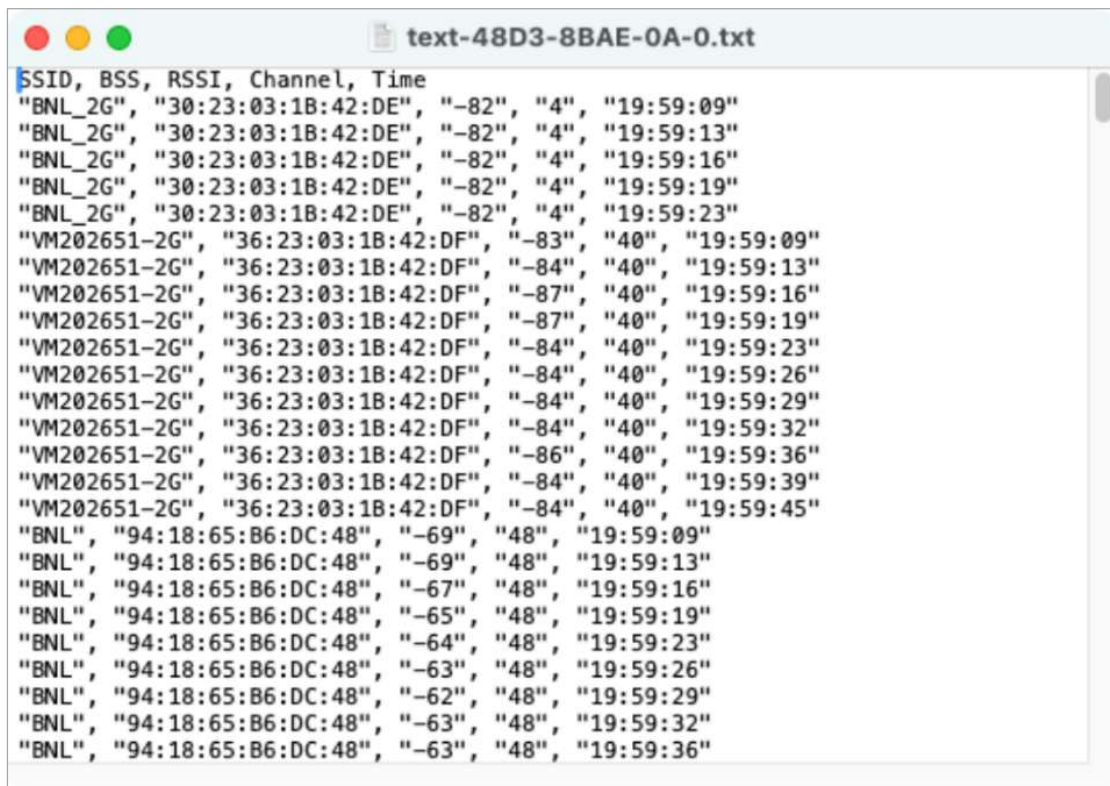 text-48D3-8BAE-0A-0.txt
SSID, BSS, RSSI, Channel, Time
"BNL_2G", "30:23:03:1B:42:DE", "-82", "4", "19:59:09"
"BNL_2G", "30:23:03:1B:42:DE", "-82", "4", "19:59:13"
"BNL_2G", "30:23:03:1B:42:DE", "-82", "4", "19:59:16"
"BNL_2G", "30:23:03:1B:42:DE", "-82", "4", "19:59:19"
"BNL_2G", "30:23:03:1B:42:DE", "-82", "4", "19:59:23"
"VM202651-2G", "36:23:03:1B:42:DF", "-83", "40", "19:59:09"
"VM202651-2G", "36:23:03:1B:42:DF", "-84", "40", "19:59:13"
"VM202651-2G", "36:23:03:1B:42:DF", "-87", "40", "19:59:16"
"VM202651-2G", "36:23:03:1B:42:DF", "-87", "40", "19:59:19"
"VM202651-2G", "36:23:03:1B:42:DF", "-84", "40", "19:59:23"
"VM202651-2G", "36:23:03:1B:42:DF", "-84", "40", "19:59:26"
"VM202651-2G", "36:23:03:1B:42:DF", "-84", "40", "19:59:29"
"VM202651-2G", "36:23:03:1B:42:DF", "-84", "40", "19:59:32"
"VM202651-2G", "36:23:03:1B:42:DF", "-86", "40", "19:59:36"
"VM202651-2G", "36:23:03:1B:42:DF", "-84", "40", "19:59:39"
"VM202651-2G", "36:23:03:1B:42:DF", "-84", "40", "19:59:45"
"BNL", "94:18:65:B6:DC:48", "-69", "48", "19:59:09"
"BNL", "94:18:65:B6:DC:48", "-69", "48", "19:59:13"
"BNL", "94:18:65:B6:DC:48", "-67", "48", "19:59:16"
"BNL", "94:18:65:B6:DC:48", "-65", "48", "19:59:19"
"BNL", "94:18:65:B6:DC:48", "-64", "48", "19:59:23"
"BNL", "94:18:65:B6:DC:48", "-63", "48", "19:59:26"
"BNL", "94:18:65:B6:DC:48", "-62", "48", "19:59:29"
"BNL", "94:18:65:B6:DC:48", "-63", "48", "19:59:32"
"BNL", "94:18:65:B6:DC:48", "-63", "48", "19:59:36"